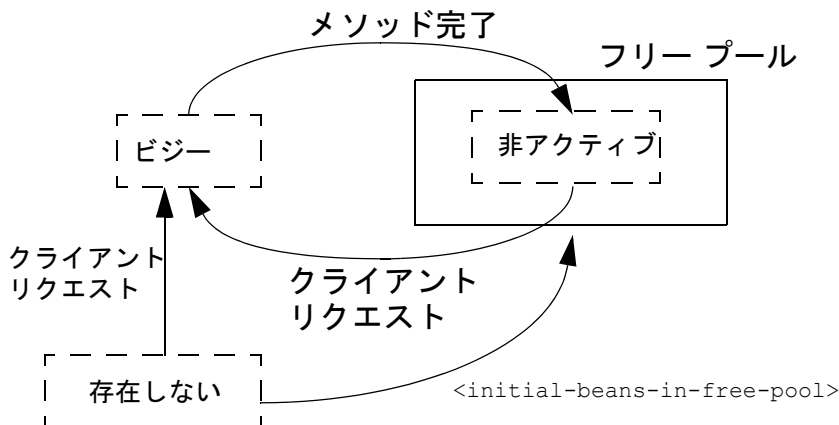 メソッド完了
フリー プール
ビジー
非アクティブ
クライアント
リクエスト
クライアント
リクエスト
存在しない
<initial-beans-in-free-pool>